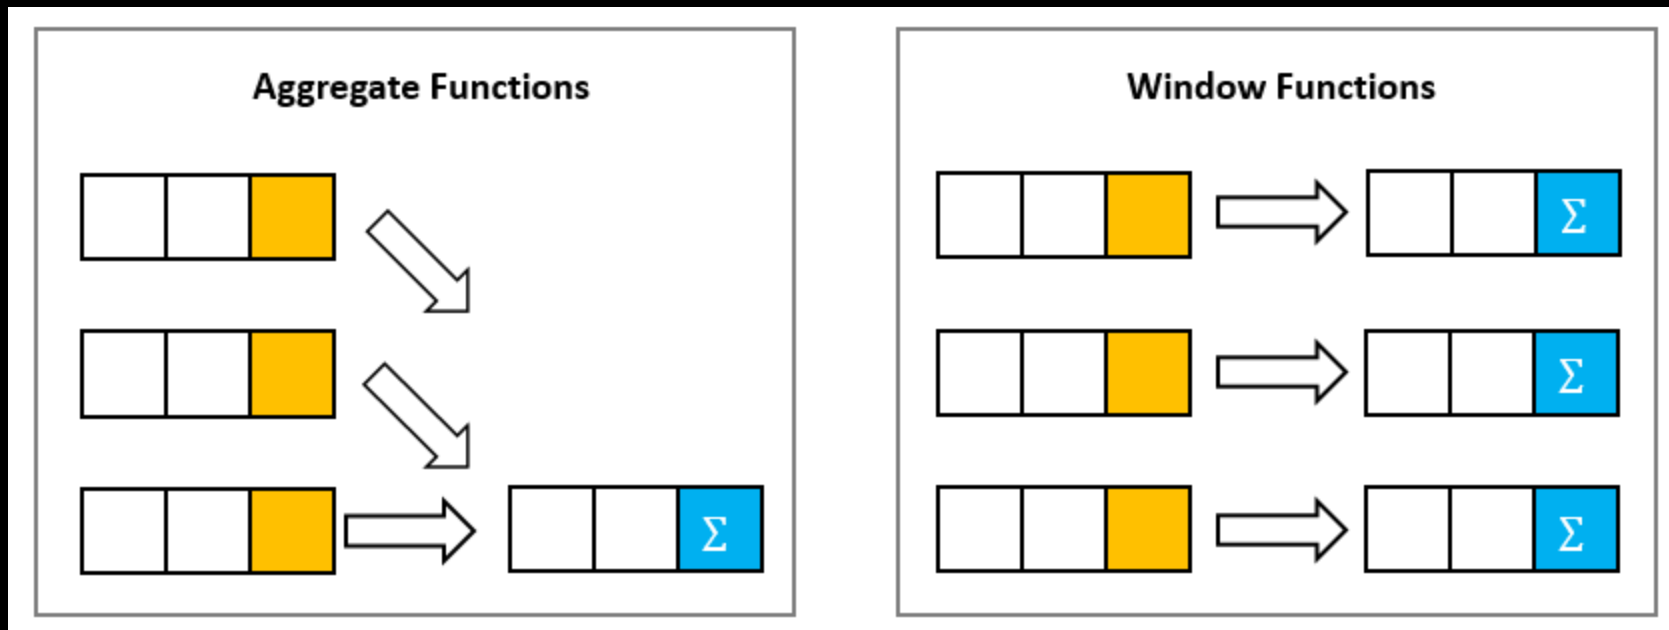 Aggregate Functions
Σ
Window Functions
Σ
Σ
Σ